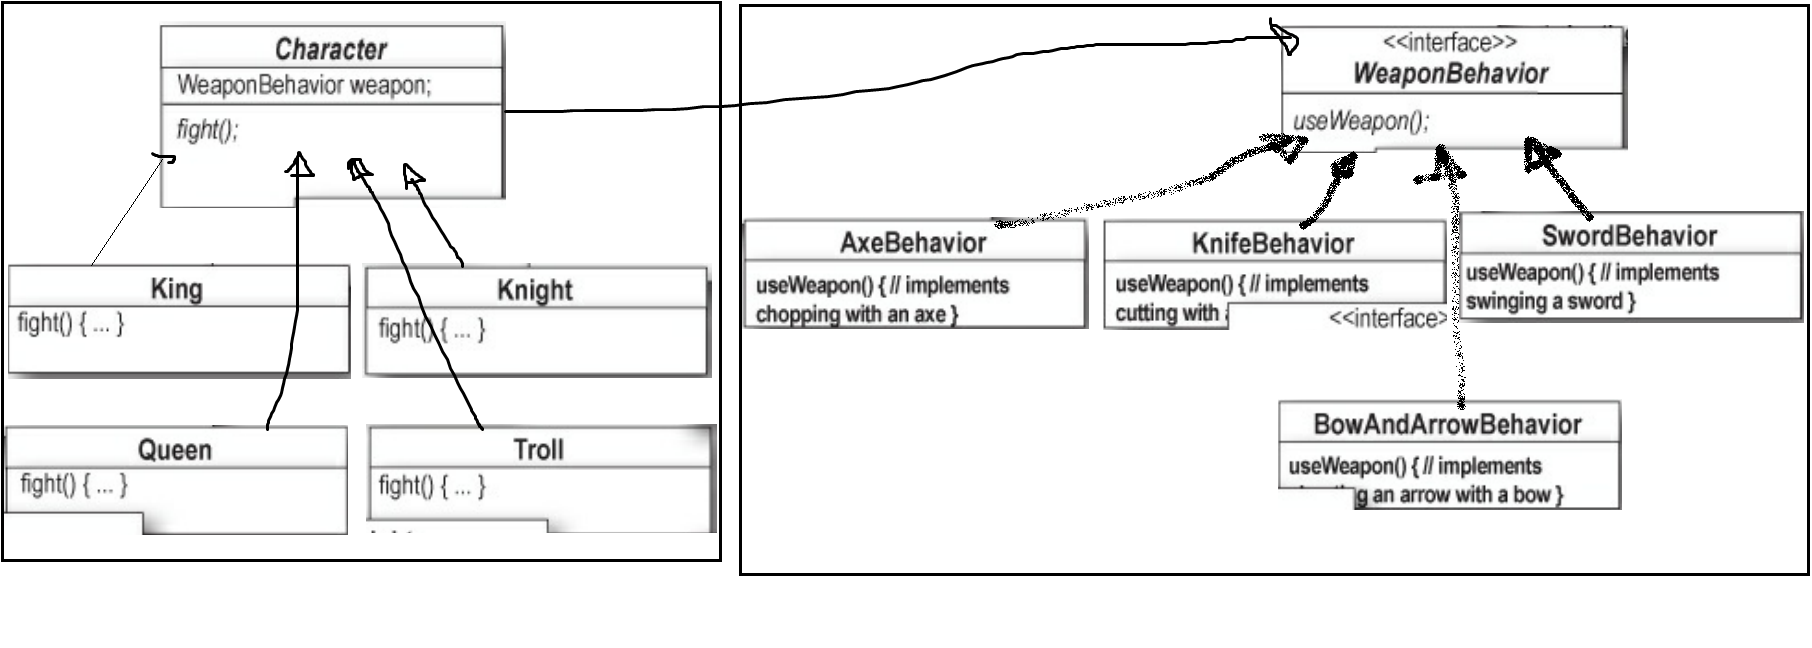 Character
WeaponBehavior weapon;
fight();
King
fight() { ... }
Knight
fight() { ... }
Queen
fight() { ... }
Troll
fight() { ... }
<<interface>>
WeaponBehavior
useWeapon();
AxeBehavior
useWeapon() { // implements
chopping with an axe }
KnifeBehavior
useWeapon() { // implements
cutting with
<<interface>
SwordBehavior
useWeapon() { // implements
swinging a sword }
BowAndArrowBehavior
useWeapon() { // implements
an arrow with a bow }